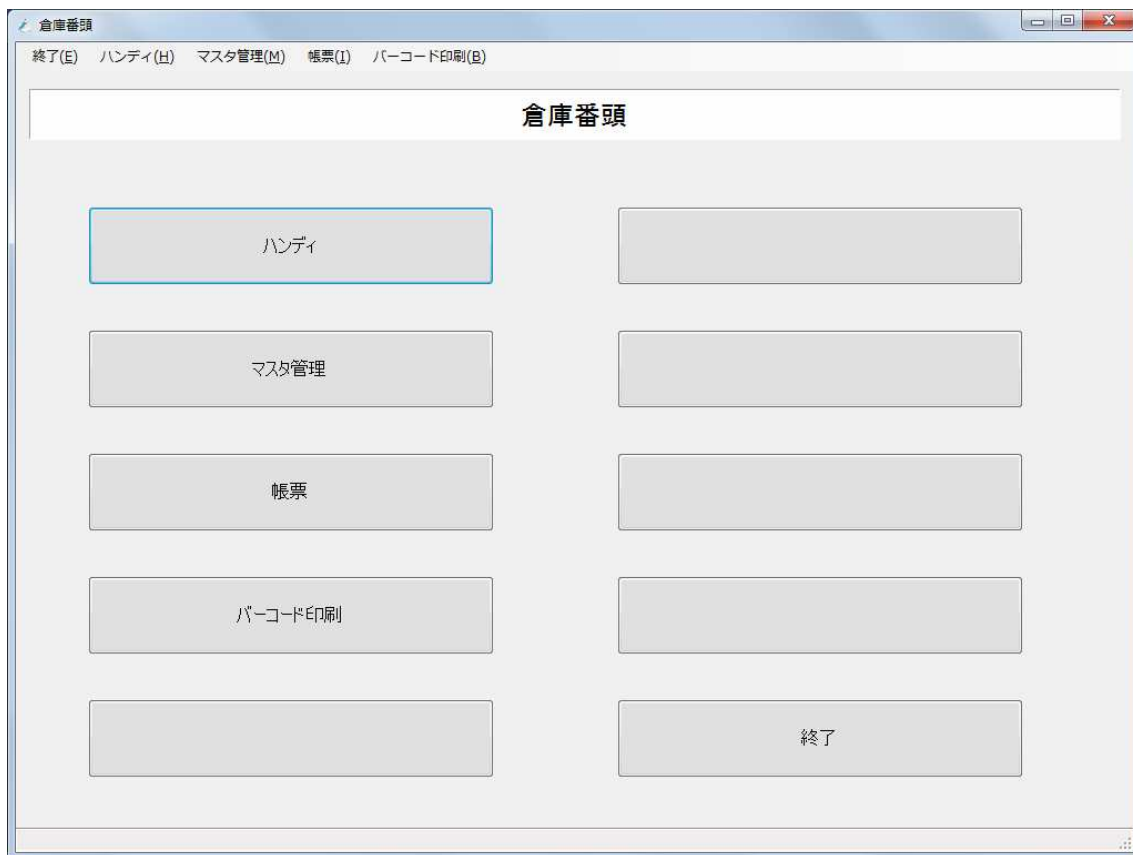 倉庫番頭
終了(E) ハンディ(H) マスタ管理(M) 帳票(I) バーコード印刷(B)
倉庫番頭
ハンディ
マスタ管理
帳票
バーコード印刷
終了